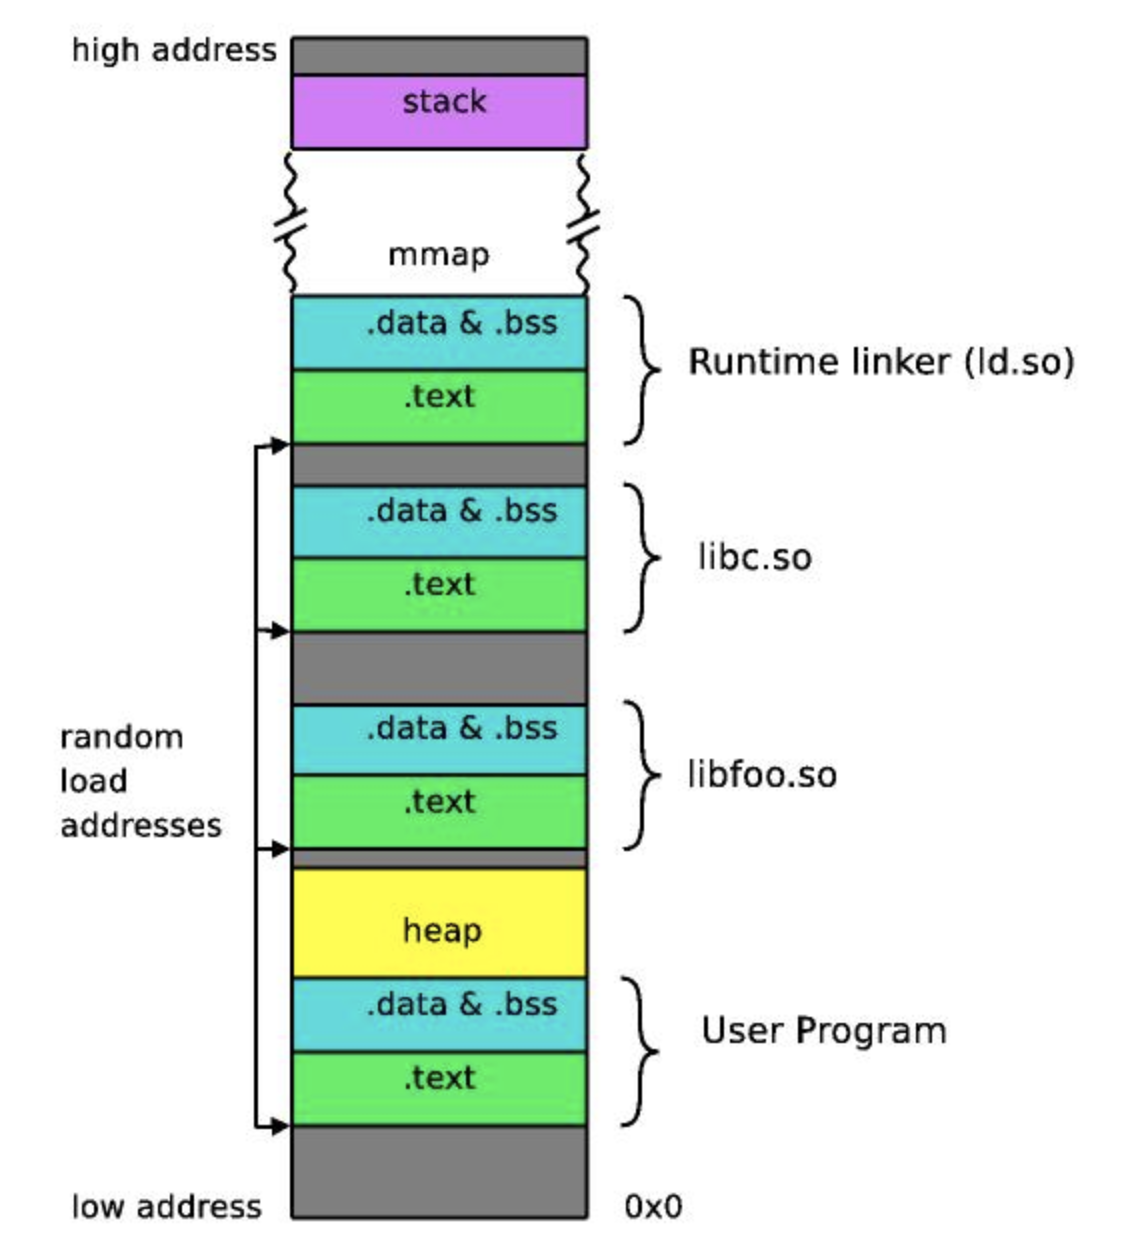 high address
stack
mmap
.data & .bss
Runtime linker (ld.so)
.text
.data & .bss
libc.so
.text
.data & .bss
random
load
addresses
libfoo.so
.text
heap
.data & .bss
User Program
.text
low address
0x0